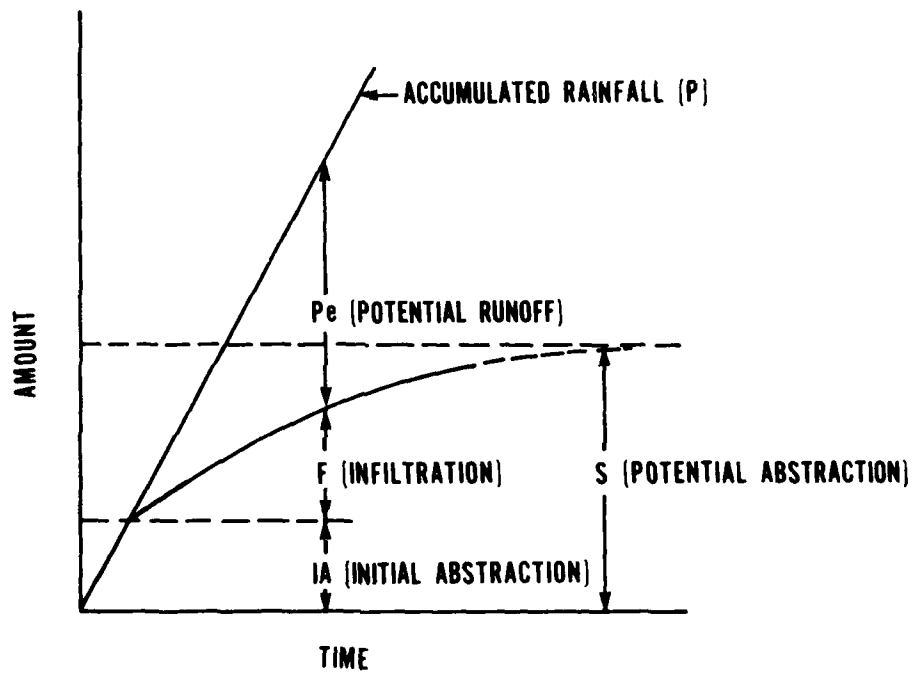 ACCUMULATED RAINFALL (P)
Pe (POTENTIAL RUNOFF)
AMOUNT
F (INFILTRATION)
S (POTENTIAL ABSTRACTION)
IA (INITIAL ABSTRACTION)
TIME